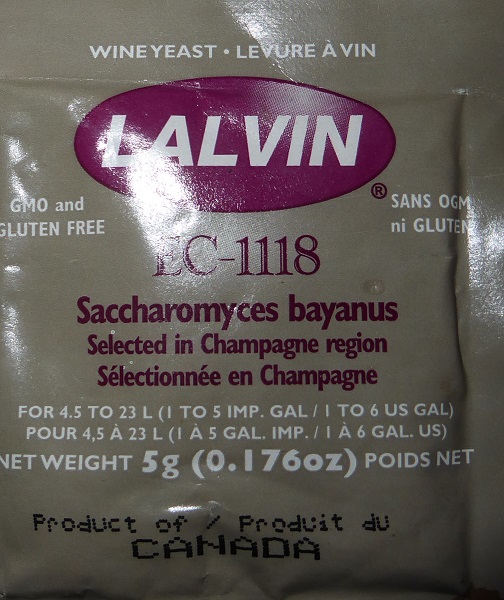 WINE YEAST • LEVURE À VIN
LALVIN
®
GMO and
GLUTEN FREE
SANS OGM
ni GLUTEN
EC-1118
Saccharomyces bayanus
Selected in Champagne region
Sélectionnée en Champagne
FOR 4.5 TO 23 L (1 TO 5 IMP. GAL / 1 TO 6 US GAL)
POUR 4,5 À 23 L (1 À 5 GAL. IMP. / 1 À 6 GAL. US)
NET WEIGHT 5g (0.176oz) POIDS NET
Product of / Produit du
CANADA